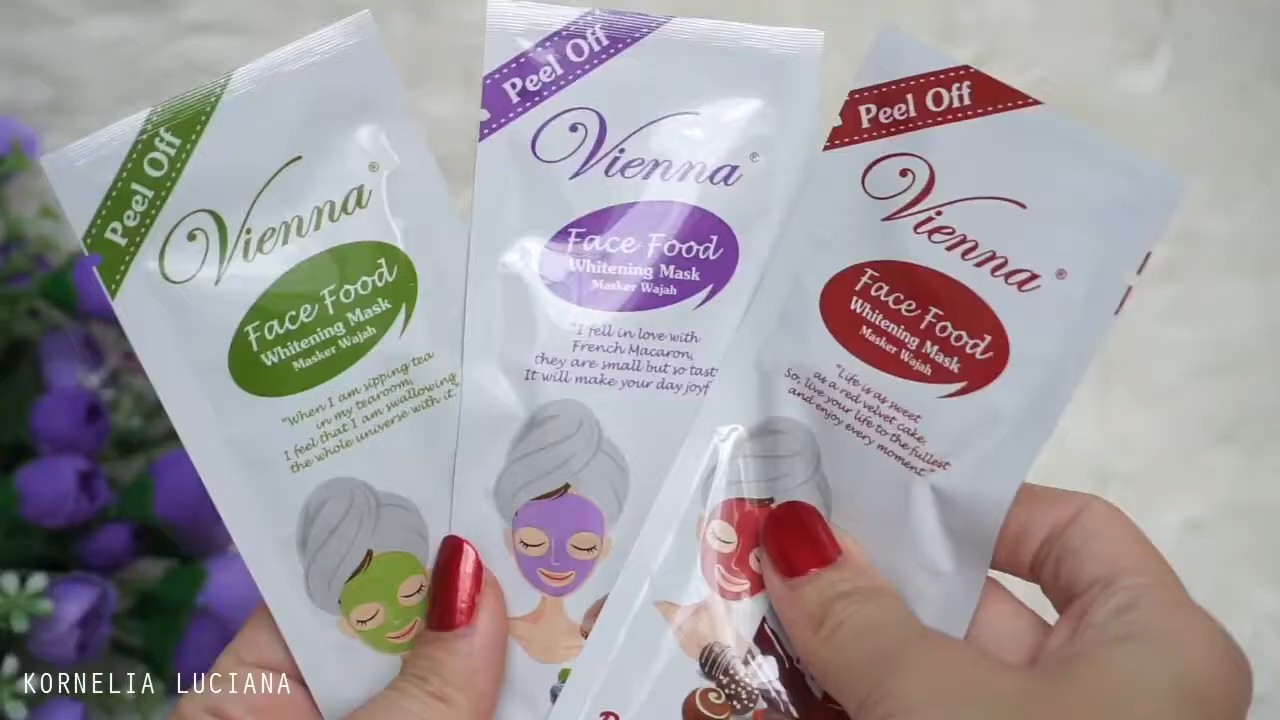 Peel Off
Vienna®
Face Food
Whitening Mask
Masker Wajah
"When I am sipping tea
in my tearoom,
I feel that I am swallowing
the whole universe with it."
Peel Off
Vienna®
Face Food
Whitening Mask
Masker Wajah
"I fell in love with
French Macaron,
they are small but so tast
It will make your day joyf
Peel Off
Vienna®
Face Food
Whitening Mask
Masker Wajah
"Life is as sweet
as a red velvet cake,
So, live your life to the fullest
and enjoy every moment."
KORNELIA LUCIANA